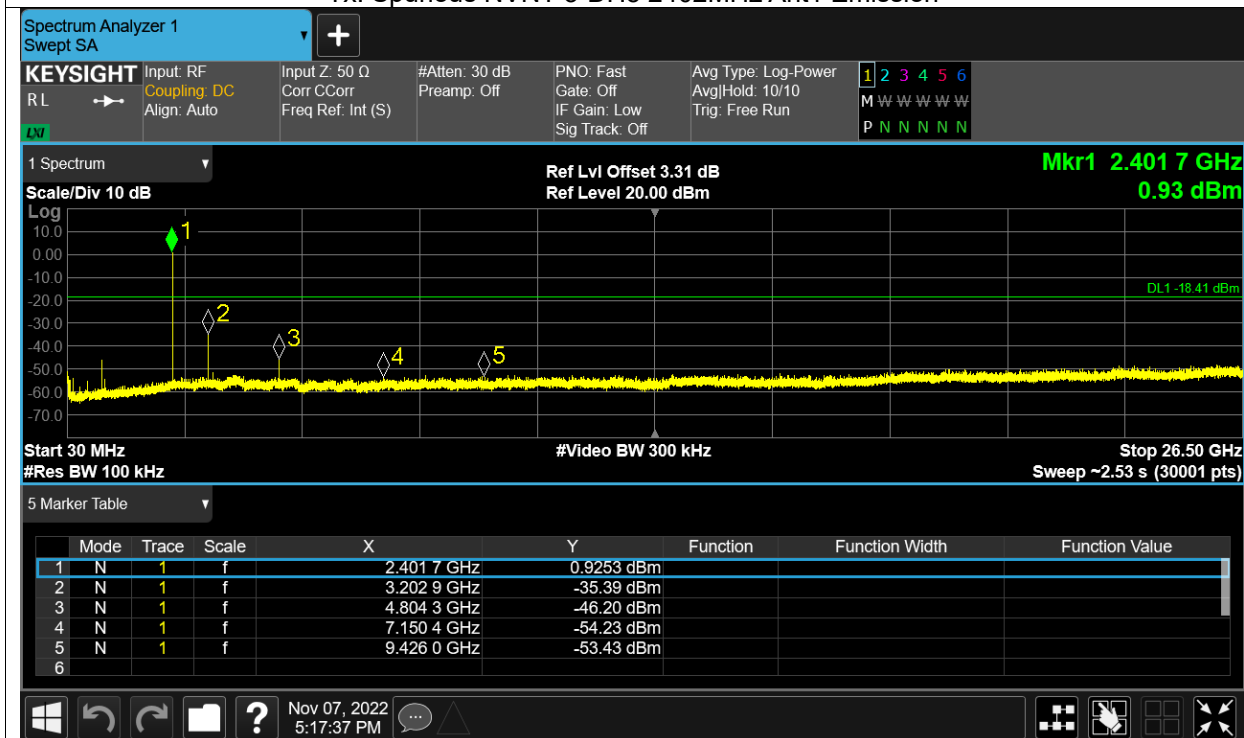 Spectrum Analyzer 1
Swept SA
+
KEYSIGHT
RL
LXI
Input: RF
Coupling: DC
Align: Auto
Input Z: 50 Ω
Corr CCorr
Freq Ref: Int (S)
#Atten: 30 dB
Preamp: Off
PNO: Fast
Gate: Off
IF Gain: Low
Sig Track: Off
Avg Type: Log-Power
Avg|Hold: 10/10
Trig: Free Run
1 2 3 4 5 6
M W W W W W W
P N N N N N
1 Spectrum
Scale/Div 10 dB
Ref Lvl Offset 3.31 dB
Ref Level 20.00 dBm
Mkr1 2.401 7 GHz
0.93 dBm
Log
10.0
0.00
-10.0
-20.0
-30.0
-40.0
-50.0
-60.0
-70.0
1
2
3
4
5
DL1 -18.41 dBm
Start 30 MHz
#Video BW 300 kHz
Stop 26.50 GHz
#Res BW 100 kHz
Sweep ~2.53 s (30001 pts)
5 Marker Table
Mode Trace Scale X Y Function Function Width Function Value
1 N 1 f 2.401 7 GHz 0.9253 dBm
2 N 1 f 3.202 9 GHz -35.39 dBm
3 N 1 f 4.804 3 GHz -46.20 dBm
4 N 1 f 7.150 4 GHz -54.23 dBm
5 N 1 f 9.426 0 GHz -53.43 dBm
6
?
Nov 07, 2022
5:17:37 PM